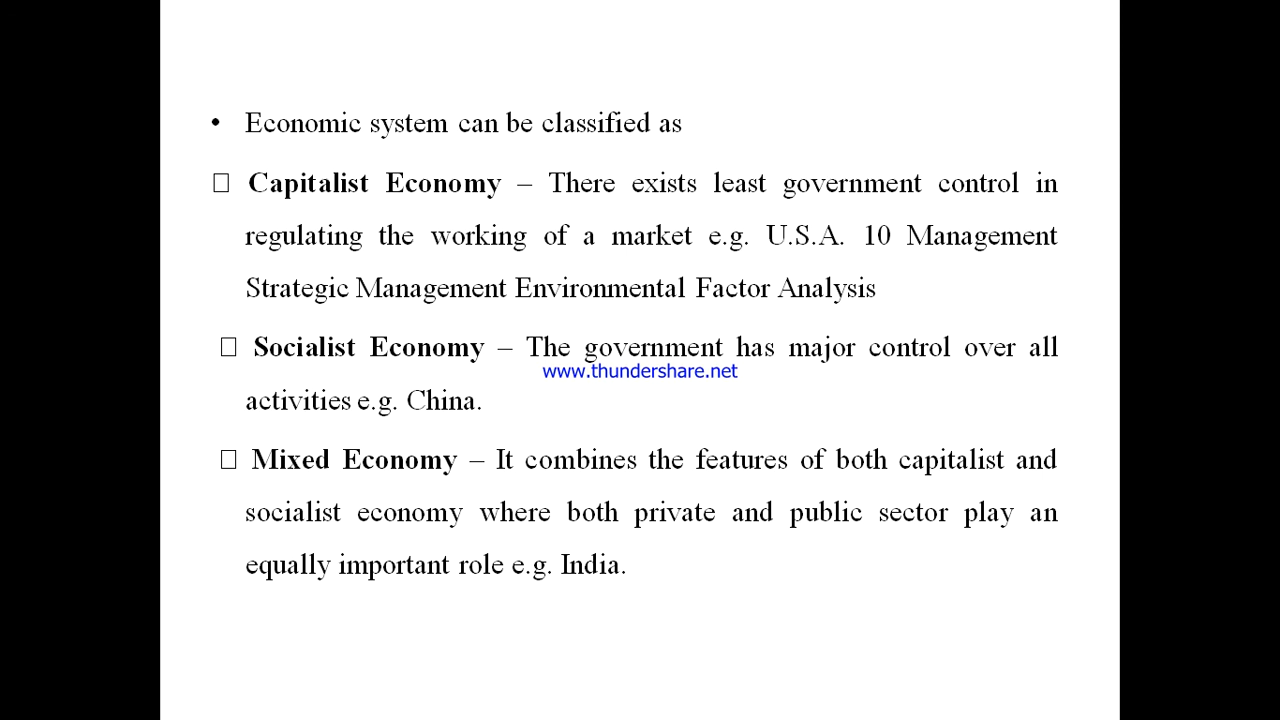 • Economic system can be classified as
□ Capitalist Economy – There exists least government control in
regulating the working of a market e.g. U.S.A. 10 Management
Strategic Management Environmental Factor Analysis
□ Socialist Economy – The government has major control over all
www.thundershare.net
activities e.g. China.
□ Mixed Economy – It combines the features of both capitalist and
socialist economy where both private and public sector play an
equally important role e.g. India.